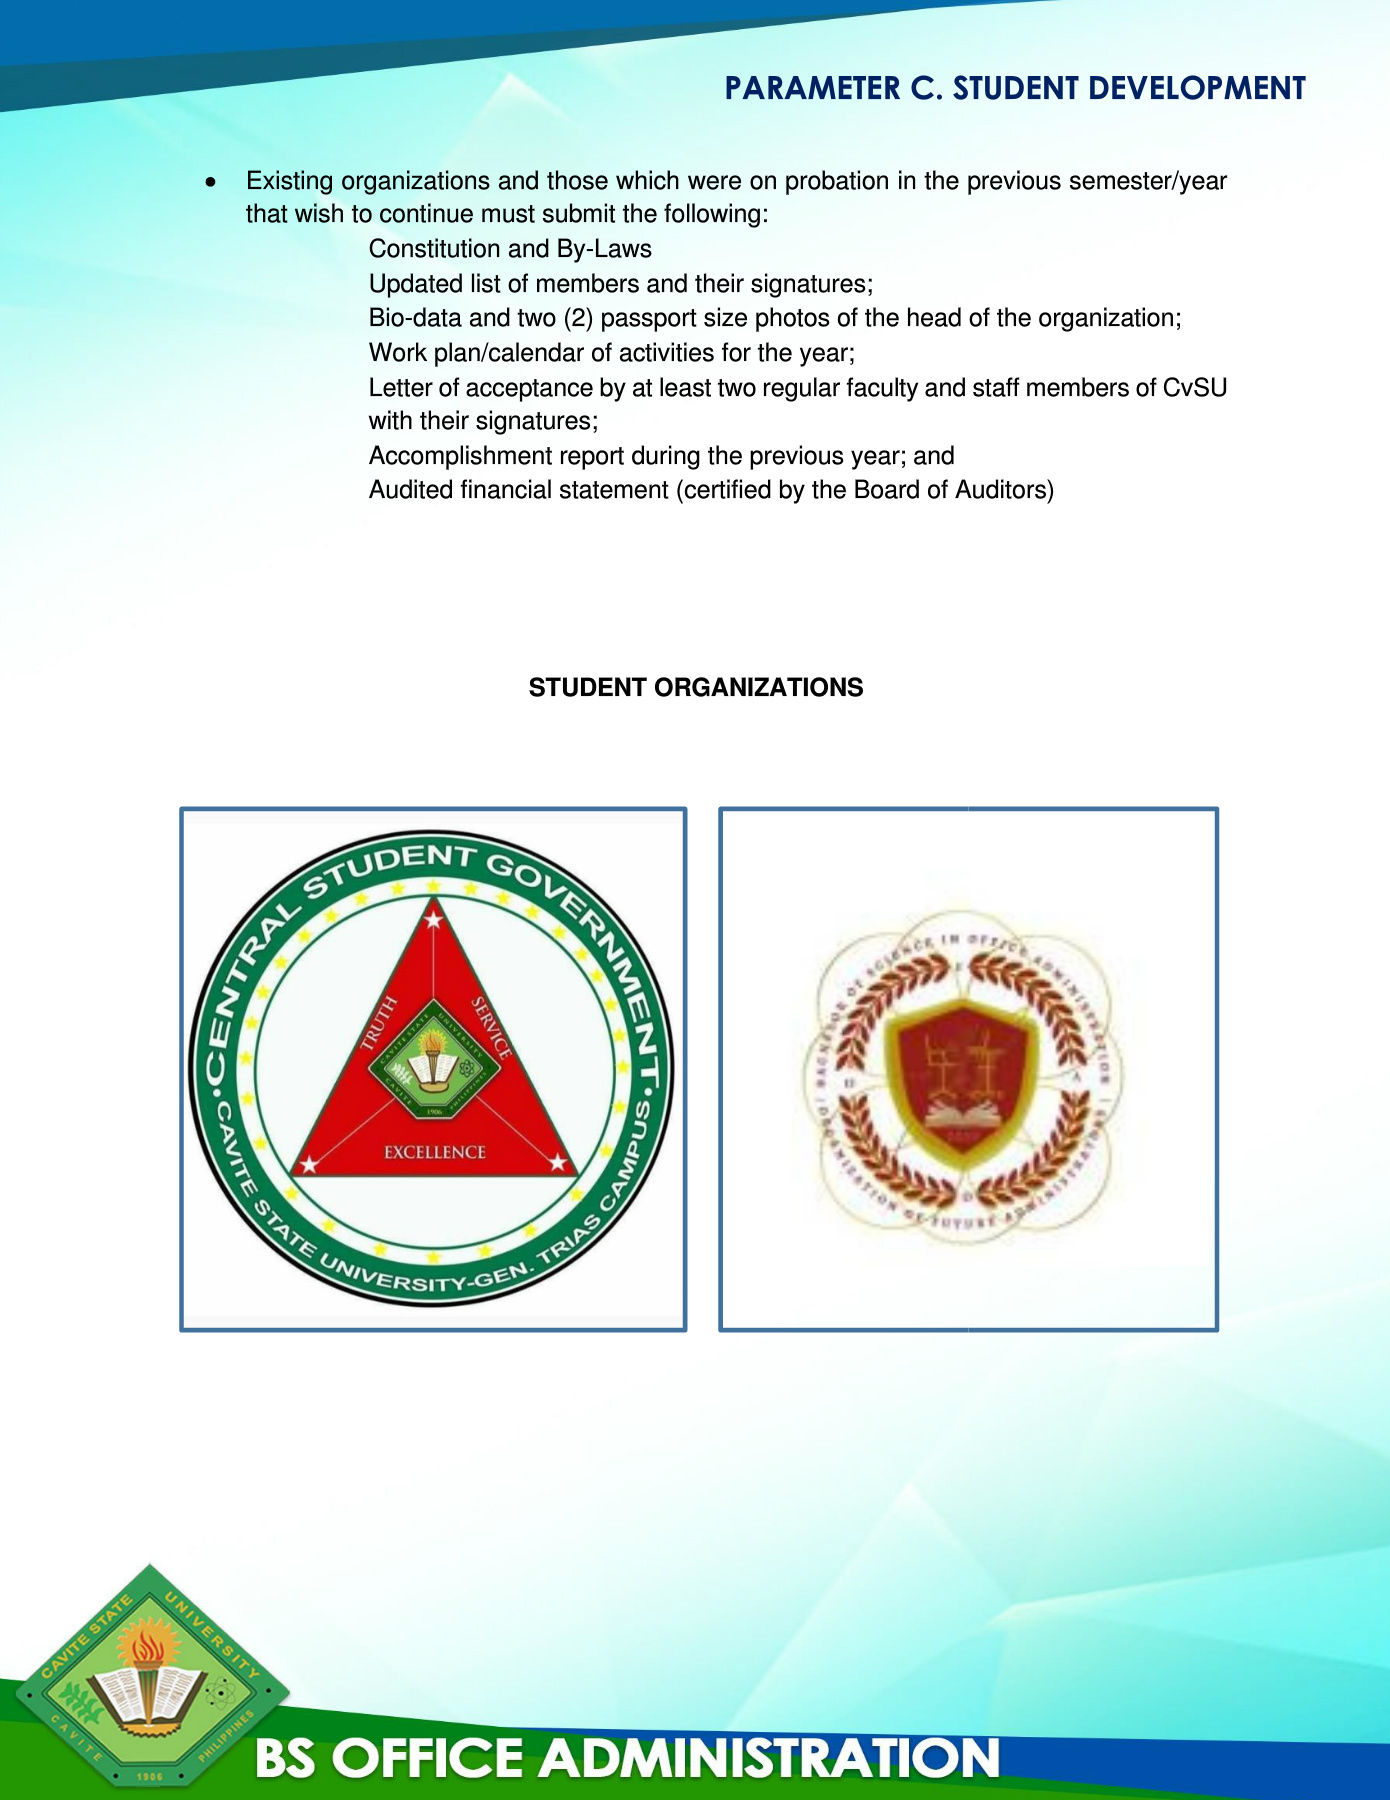 PARAMETER C. STUDENT DEVELOPMENT
• Existing organizations and those which were on probation in the previous semester/year
that wish to continue must submit the following:
Constitution and By-Laws
Updated list of members and their signatures;
Bio-data and two (2) passport size photos of the head of the organization;
Work plan/calendar of activities for the year;
Letter of acceptance by at least two regular faculty and staff members of CvSU
with their signatures;
Accomplishment report during the previous year; and
Audited financial statement (certified by the Board of Auditors)
STUDENT ORGANIZATIONS
•CENTRAL STUDENT GOVERNMENT•
TRUTH
SERVICE
CAVITE STATE UNIVERSITY
CAVITE
PHILIPPINES
1906
EXCELLENCE
CAVITE STATE UNIVERSITY-GEN. TRIAS CAMPUS
BACHELOR OF SCIENCE IN OFFICE ADMINISTRATION
ORGANIZATION OF FUTURE ADMINISTRATORS
CAVITE STATE UNIVERSITY
CAVITE
PHILIPPINES
• 1906 •
BS OFFICE ADMINISTRATION